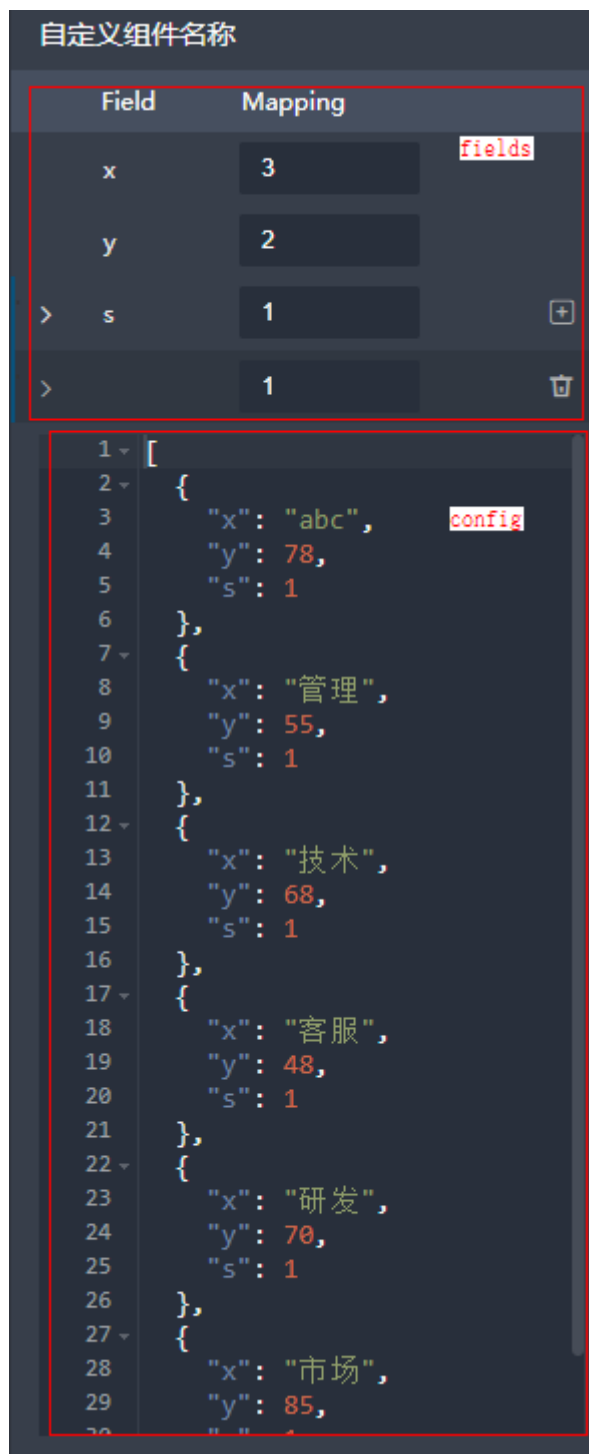 自定义组件名称
Field Mapping
fields
x 3
y 2
s 1
1
1 [
2 {
3 "x": "abc",
config
4 "y": 78,
5 "s": 1
6 },
7 {
8 "x": "管理",
9 "y": 55,
10 "s": 1
11 },
12 {
13 "x": "技术",
14 "y": 68,
15 "s": 1
16 },
17 {
18 "x": "客服",
19 "y": 48,
20 "s": 1
21 },
22 {
23 "x": "研发",
24 "y": 70,
25 "s": 1
26 },
27 {
28 "x": "市场",
29 "y": 85,